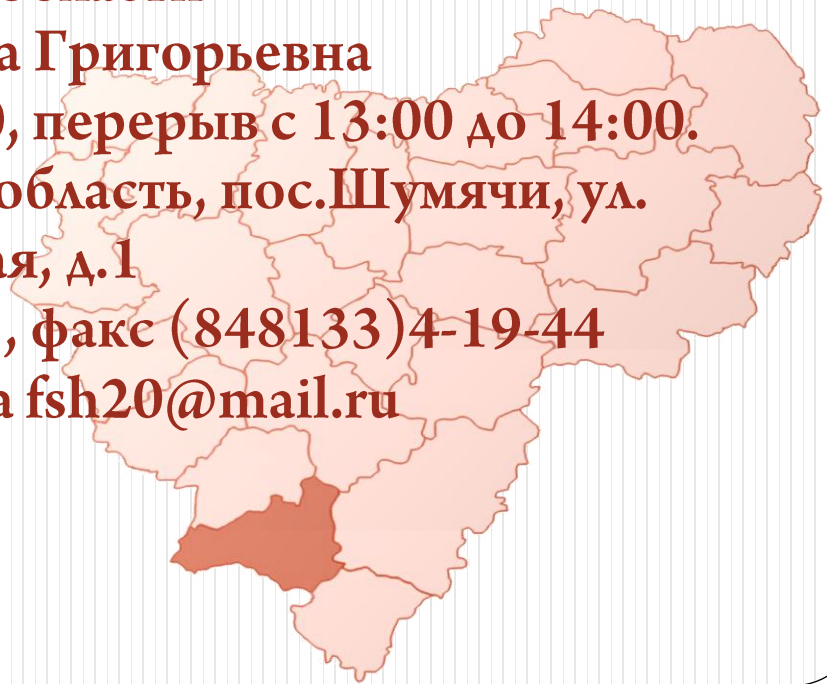 а Григорьевна
, перерыв с 13:00 до 14:00.
область, пос.Шумячи, ул.
ая, д.1
, факс (848133)4-19-44
а fsh20@mail.ru